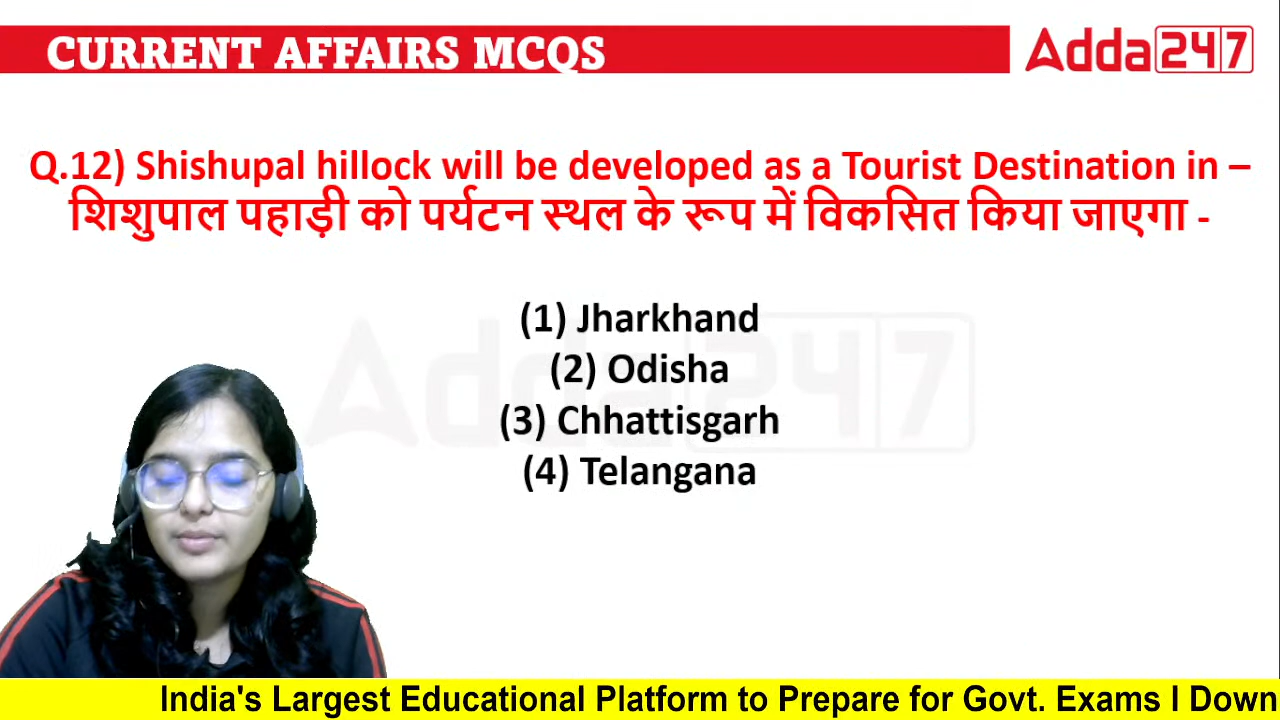 CURRENT AFFAIRS MCQS
Adda247
Q.12) Shishupal hillock will be developed as a Tourist Destination in –
शिशुपाल पहाड़ी को पर्यटन स्थल के रूप में विकसित किया जाएगा -
(1) Jharkhand
(2) Odisha
(3) Chhattisgarh
(4) Telangana
Adda247
India's Largest Educational Platform to Prepare for Govt. Exams I Down